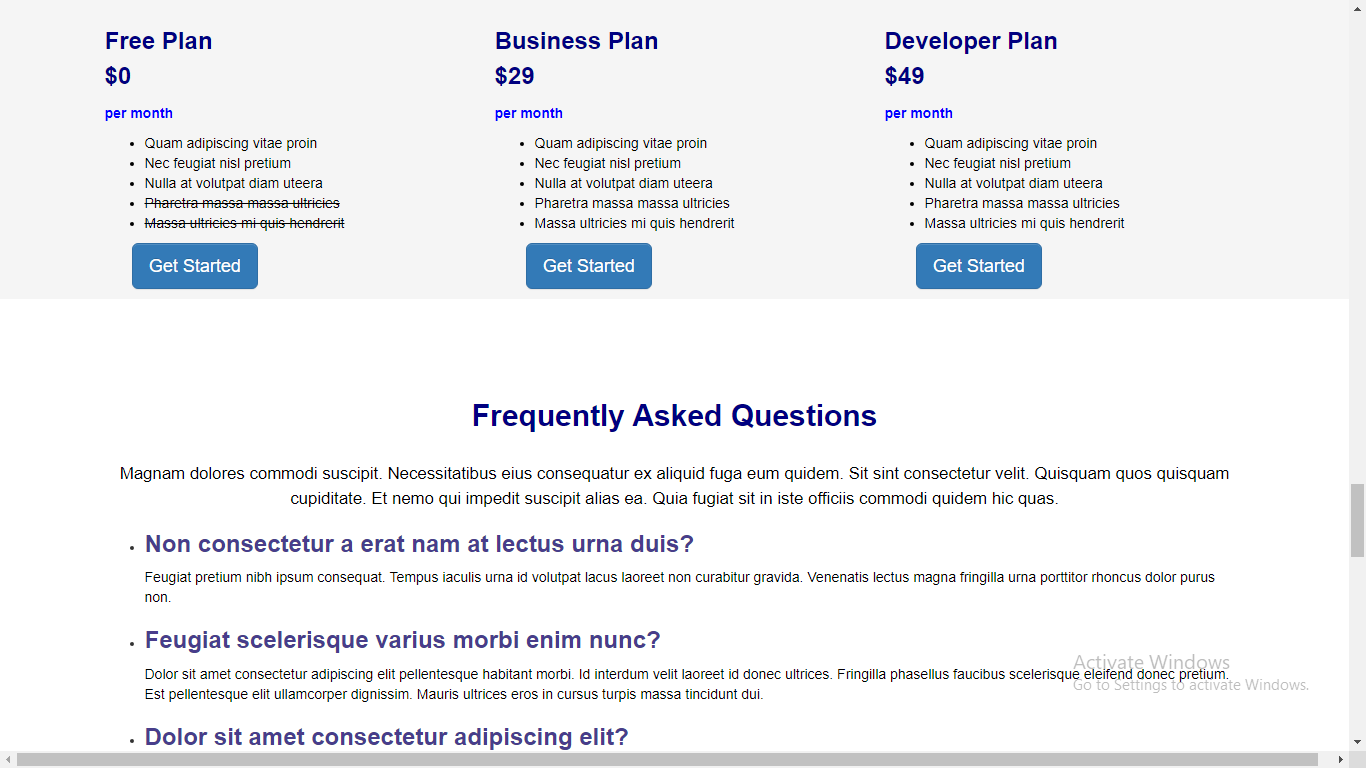 Free Plan
$0
per month
Quam adipiscing vitae proin
Nec feugiat nisl pretium
Nulla at volutpat diam uteera
Pharetra massa massa ultricies
Massa ultricies mi quis hendrerit
Get Started
Business Plan
$29
per month
Quam adipiscing vitae proin
Nec feugiat nisl pretium
Nulla at volutpat diam uteera
Pharetra massa massa ultricies
Massa ultricies mi quis hendrerit
Get Started
Developer Plan
$49
per month
Quam adipiscing vitae proin
Nec feugiat nisl pretium
Nulla at volutpat diam uteera
Pharetra massa massa ultricies
Massa ultricies mi quis hendrerit
Get Started
Frequently Asked Questions
Magnam dolores commodi suscipit. Necessitatibus eius consequatur ex aliquid fuga eum quidem. Sit sint consectetur velit. Quisquam quos quisquam
cupiditate. Et nemo qui impedit suscipit alias ea. Quia fugiat sit in iste officiis commodi quidem hic quas.
Non consectetur a erat nam at lectus urna duis?
Feugiat pretium nibh ipsum consequat. Tempus iaculis urna id volutpat lacus laoreet non curabitur gravida. Venenatis lectus magna fringilla urna porttitor rhoncus dolor purus
non.
Feugiat scelerisque varius morbi enim nunc?
Dolor sit amet consectetur adipiscing elit pellentesque habitant morbi. Id interdum velit laoreet id donec ultrices. Fringilla phasellus faucibus scelerisque eleifend donec pretium.
Est pellentesque elit ullamcorper dignissim. Mauris ultrices eros in cursus turpis massa tincidunt dui.
Dolor sit amet consectetur adipiscing elit?
Activate Windows
Go to Settings to activate Windows.